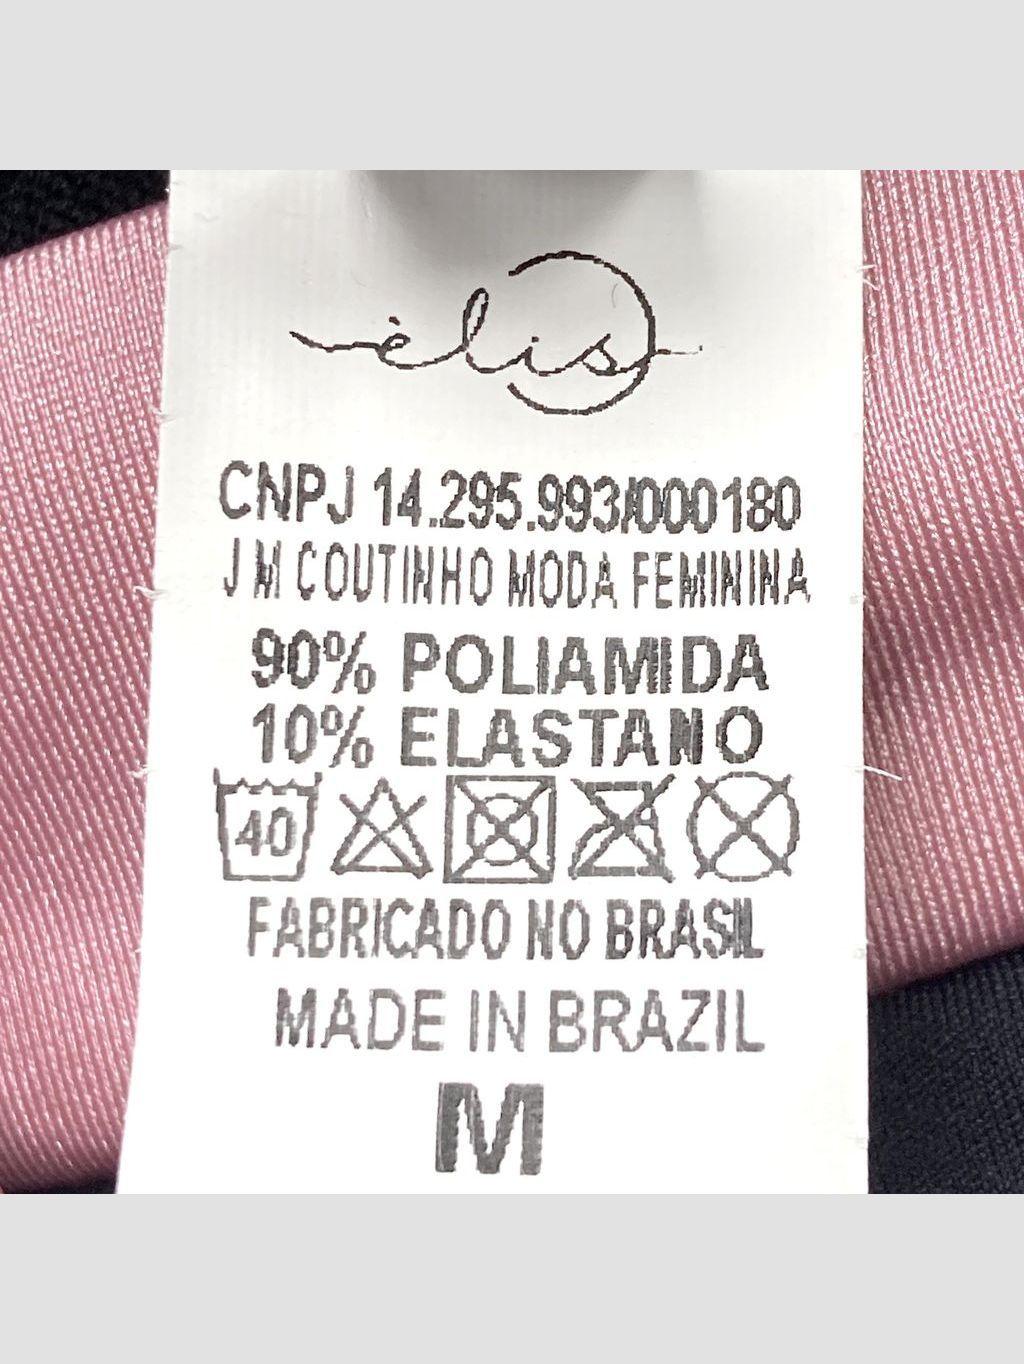 élis
CNPJ 14.295.993/000180
J M COUTINHO MODA FEMININA
90% POLIAMIDA
10% ELASTANO
40
FABRICADO NO BRASIL
MADE IN BRAZIL
M